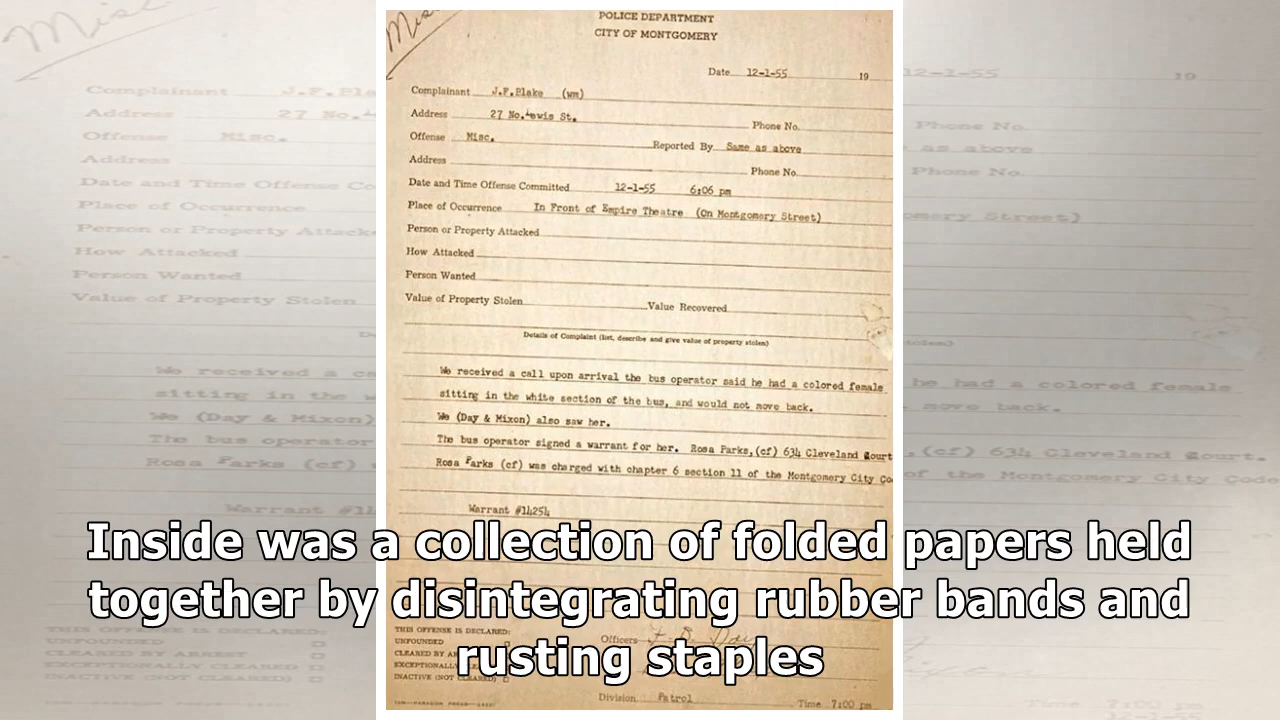 Misc
POLICE DEPARTMENT
CITY OF MONTGOMERY
Date 12-1-55 19
Complainant J.F.Blake (wm)
Address 27 No.Lewis St. Phone No.
Offense Misc. Reported By Same as above
Address Phone No.
Date and Time Offense Committed 12-1-55 6:06 pm
Place of Occurrence In Front of Empire Theatre (On Montgomery Street)
Person or Property Attacked
How Attacked
Person Wanted
Value of Property Stolen Value Recovered
Details of Complaint (list, describe and give value of property stolen)
We received a call upon arrival the bus operator said he had a colored female
sitting in the white section of the bus, and would not move back.
We (Day & Mixon) also saw her.
The bus operator signed a warrant for her. Rosa Parks,(cf) 634 Cleveland Court
Rosa Parks (cf) was charged with chapter 6 section 11 of the Montgomery City Co
Warrant #14254
Inside was a collection of folded papers held
together by disintegrating rubber bands and
rusting staples
THIS OFFENSE IS DECLARED:
UNFOUNDED
CLEARED BY AR
EXCEPTIONALLY
INACTIVE (NOT CLEARED)
Officers F. B. Day
Division Patrol Time 7:00 pm